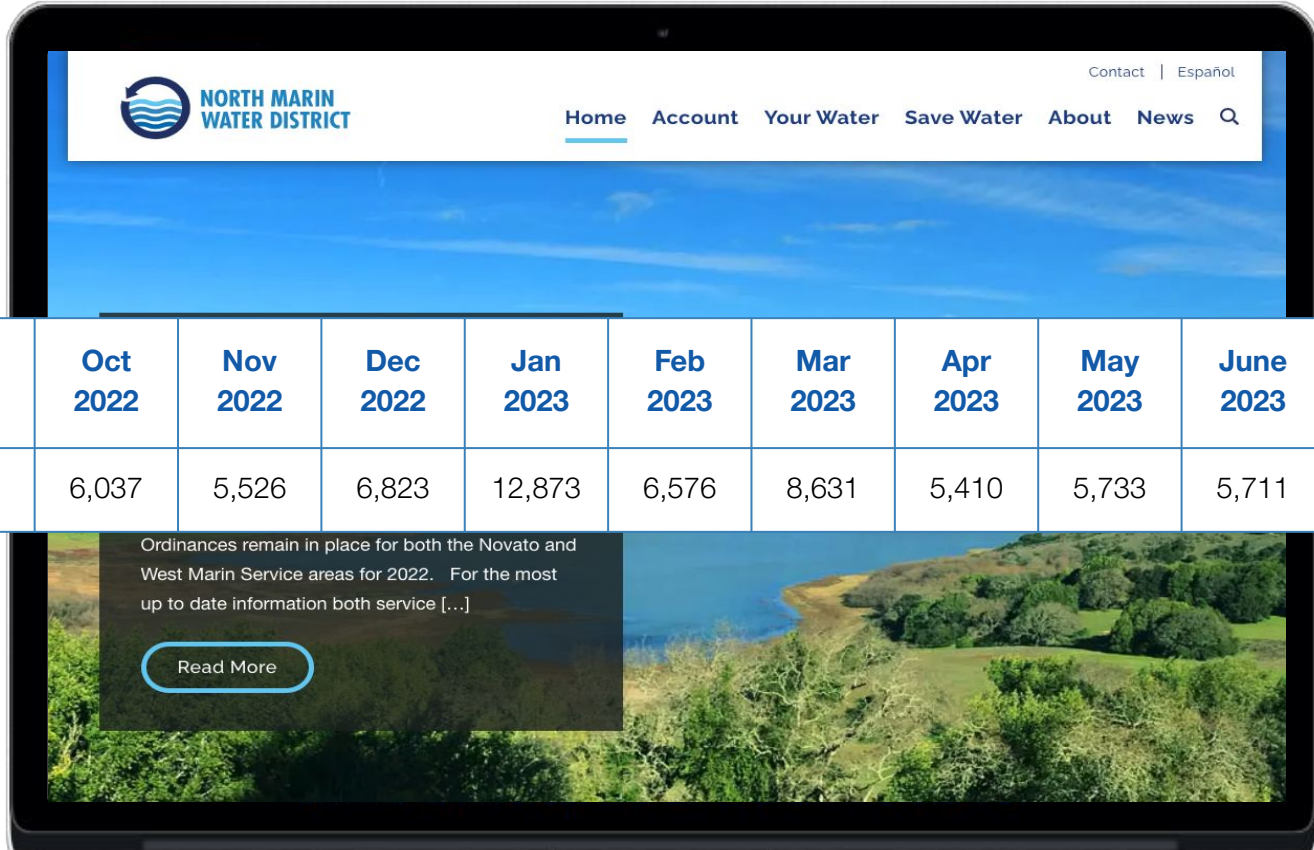 Contact | Español
NORTH MARIN
WATER DISTRICT
Home Account Your Water Save Water About News
Oct 2022 Nov 2022 Dec 2022 Jan 2023 Feb 2023 Mar 2023 Apr 2023 May 2023 June 2023
6,037 5,526 6,823 12,873 6,576 8,631 5,410 5,733 5,711
Ordinances remain in place for both the Novato and
West Marin Service areas for 2022. For the most
up to date information both service […]
Read More